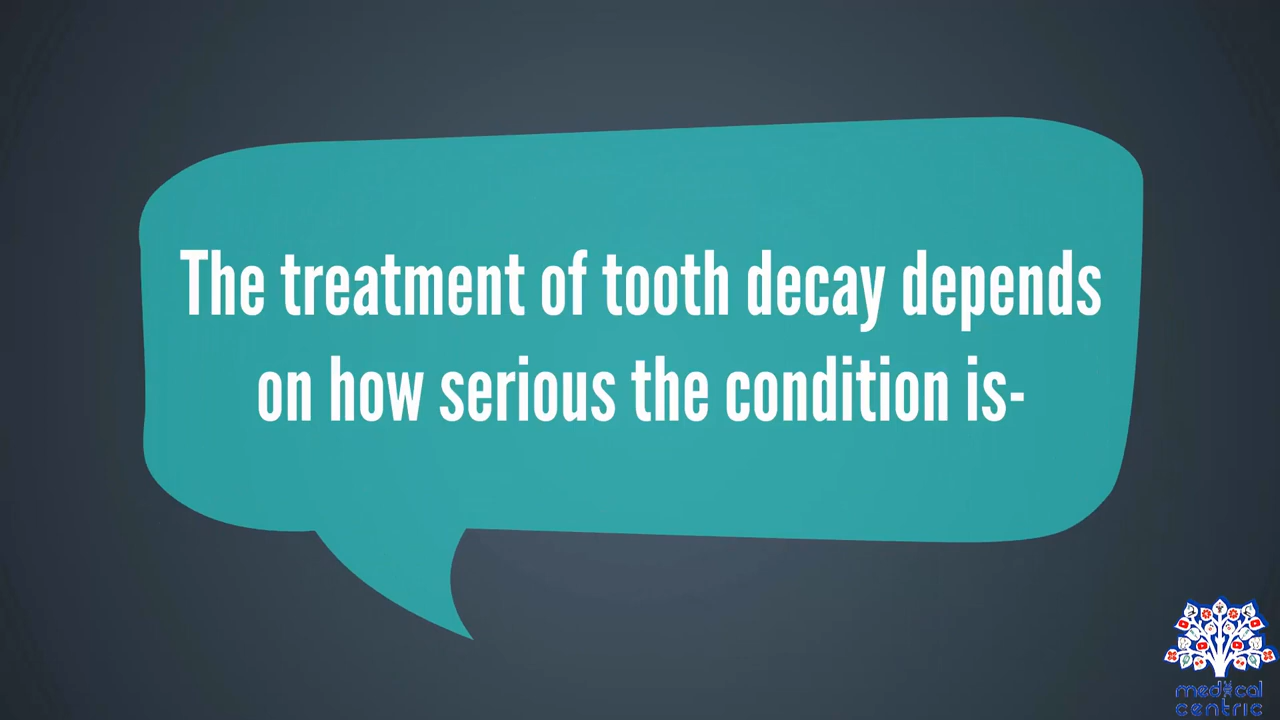 The treatment of tooth decay depends
on how serious the condition is-
medical
centric